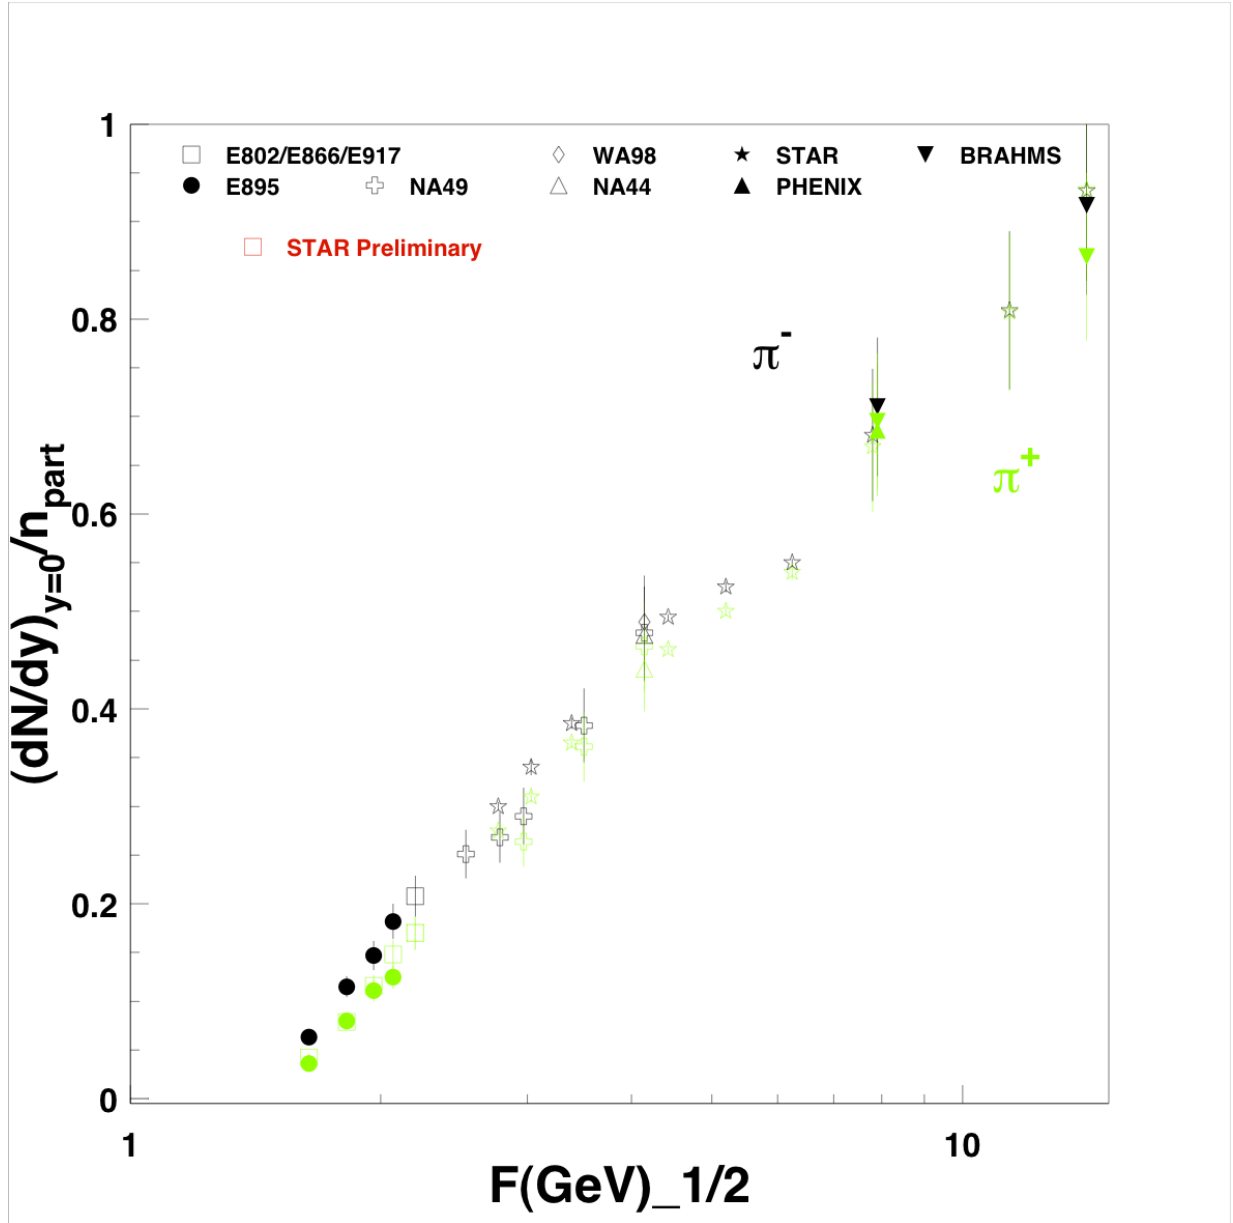 1
E802/E866/E917 WA98 STAR BRAHMS
E895 NA49 NA44 PHENIX
STAR Preliminary
0.8
π-
(dN/dy)y=0/npart
π+
0.6
0.4
0.2
0
1 10
F(GeV)_1/2